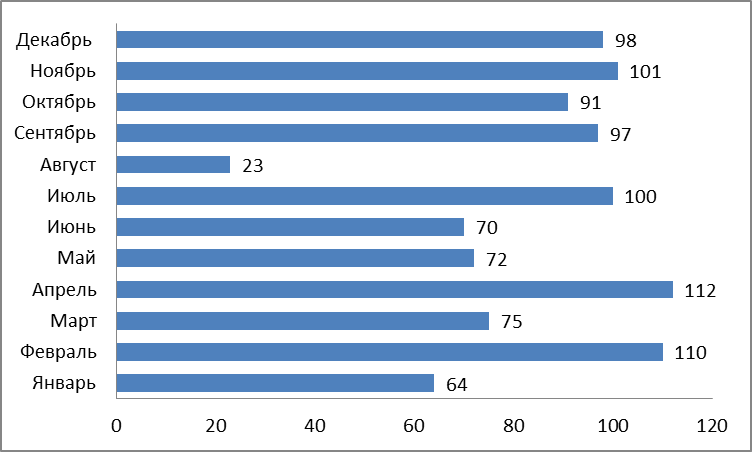 Декабрь 98
Ноябрь 101
Октябрь 91
Сентябрь 97
Август 23
Июль 100
Июнь 70
Май 72
Апрель 112
Март 75
Февраль 110
Январь 64
0 20 40 60 80 100 120